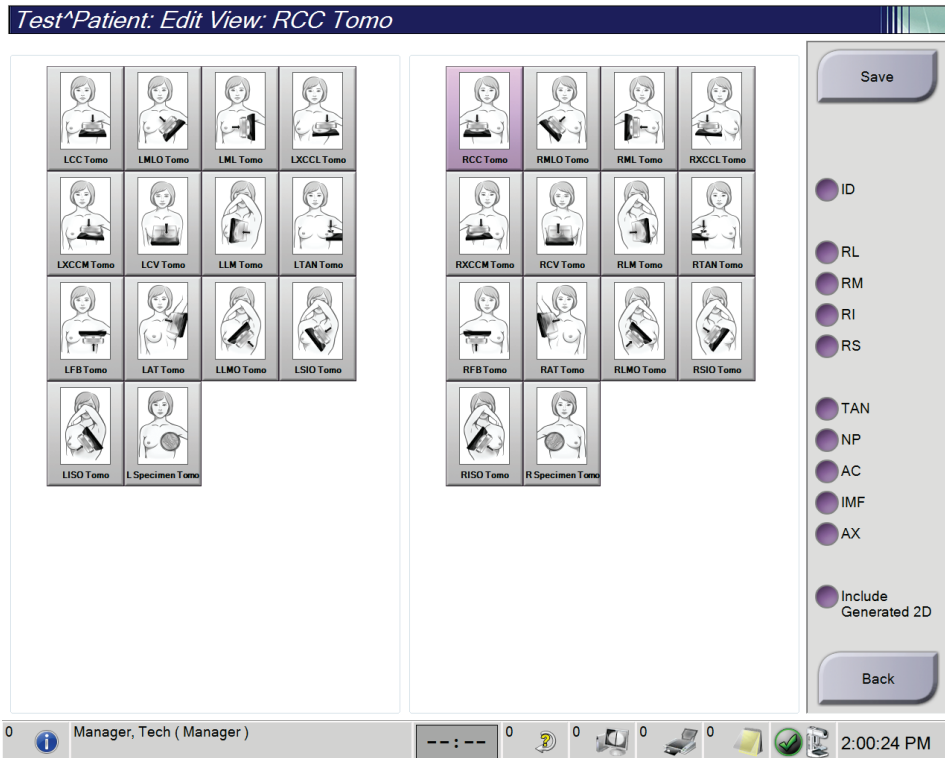 Test^Patient: Edit View: RCC Tomo
LCC Tomo
LMLO Tomo
LML Tomo
LXCCL Tomo
LXCCM Tomo
LCV Tomo
LLM Tomo
LTAN Tomo
LFB Tomo
LAT Tomo
LLMO Tomo
LSIO Tomo
LISO Tomo
L Specimen Tomo
RCC Tomo
RMLO Tomo
RML Tomo
RXCCL Tomo
RXCCM Tomo
RCV Tomo
RLM Tomo
RTAN Tomo
RFB Tomo
RAT Tomo
RLMO Tomo
RSIO Tomo
RISO Tomo
R Specimen Tomo
Save
ID
RL
RM
RI
RS
TAN
NP
AC
IMF
AX
Include
Generated 2D
Back
0
Manager, Tech ( Manager )
--:--
0
0
0
0
2:00:24 PM